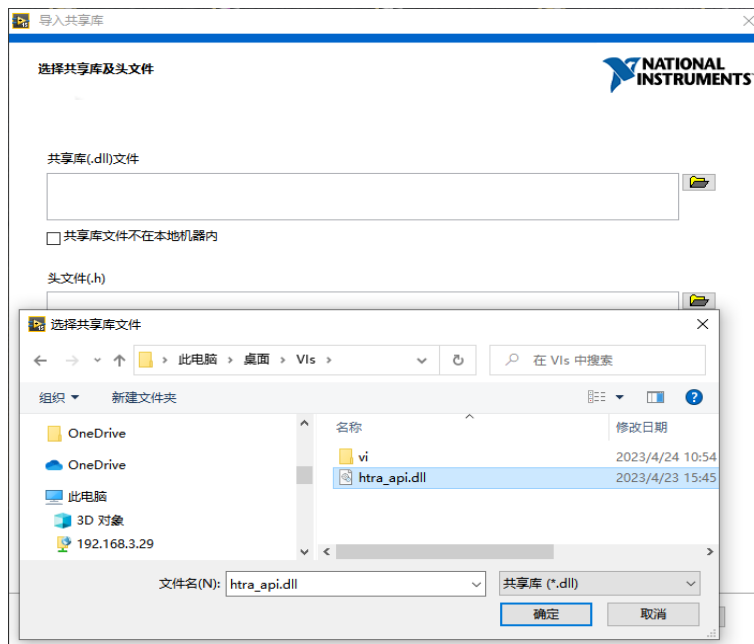 导入共享库
选择共享库及头文件
NATIONAL
INSTRUMENTS
共享库(.dll)文件
共享库文件不在本地机器内
头文件(.h)
选择共享库文件
此电脑 › 桌面 › VIs ›
在 VIs 中搜索
组织 新建文件夹
OneDrive
OneDrive
此电脑
3D 对象
192.168.3.29
名称 修改日期
vi 2023/4/24 10:54
htra_api.dll 2023/4/23 15:45
文件名(N): htra_api.dll 共享库 (*.dll)
确定 取消